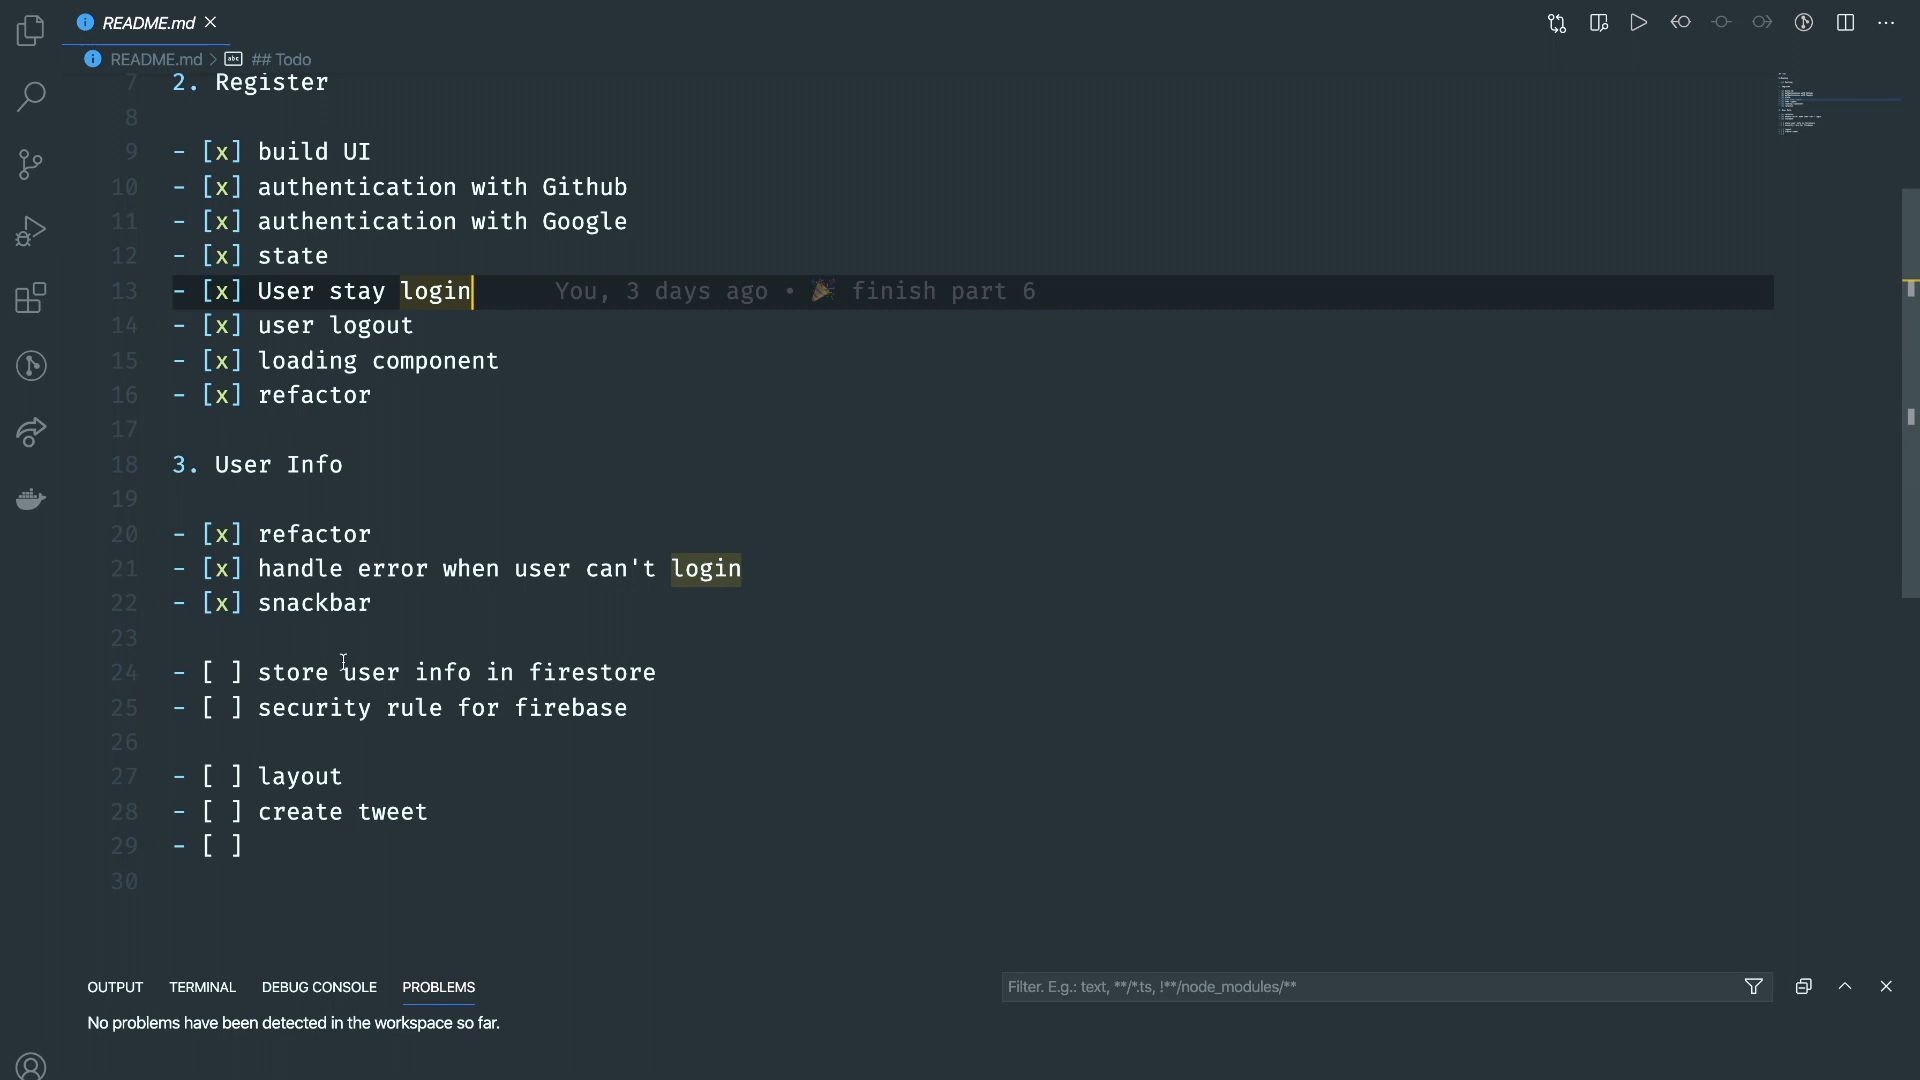 README.md
README.md > ## Todo
7 2. Register
8
9 - [x] build UI
10 - [x] authentication with Github
11 - [x] authentication with Google
12 - [x] state
13 - [x] User stay login You, 3 days ago • 🎉 finish part 6
14 - [x] user logout
15 - [x] loading component
16 - [x] refactor
17
18 3. User Info
19
20 - [x] refactor
21 - [x] handle error when user can't login
22 - [x] snackbar
23
24 - [ ] store user info in firestore
25 - [ ] security rule for firebase
26
27 - [ ] layout
28 - [ ] create tweet
29 - [ ]
30
OUTPUT TERMINAL DEBUG CONSOLE PROBLEMS Filter. E.g.: text, **/*.ts, !**/node_modules/**
No problems have been detected in the workspace so far.